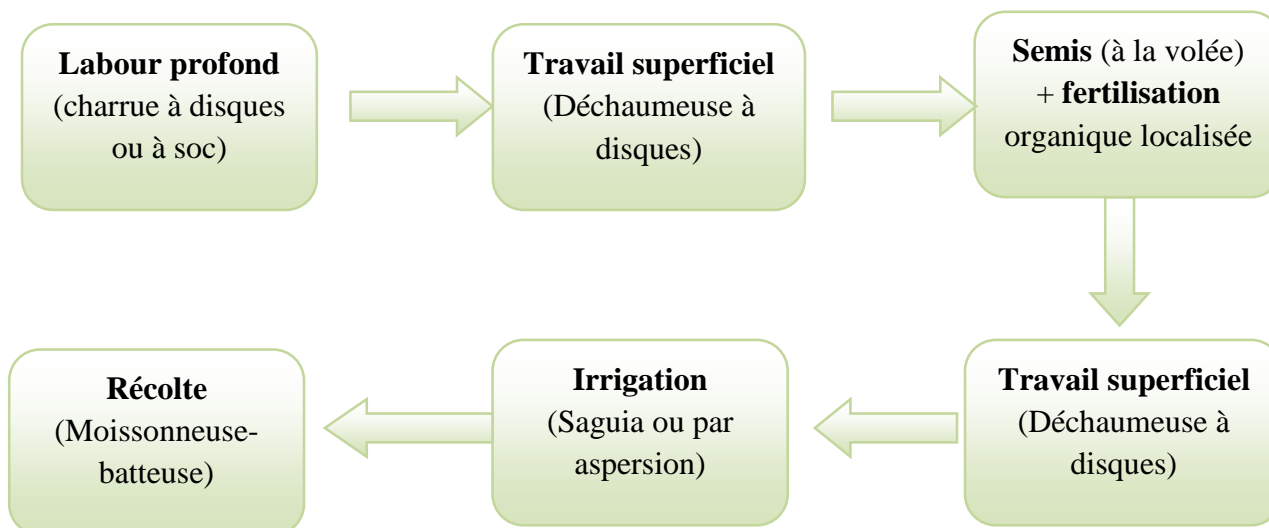 Labour profond
(charrue à disques
ou à soc)
Travail superficiel
(Déchaumeuse à
disques)
Semis (à la volée)
+ fertilisation
organique localisée
Travail superficiel
(Déchaumeuse à
disques)
Irrigation
(Saguia ou par
aspersion)
Récolte
(Moissonneuse-
batteuse)